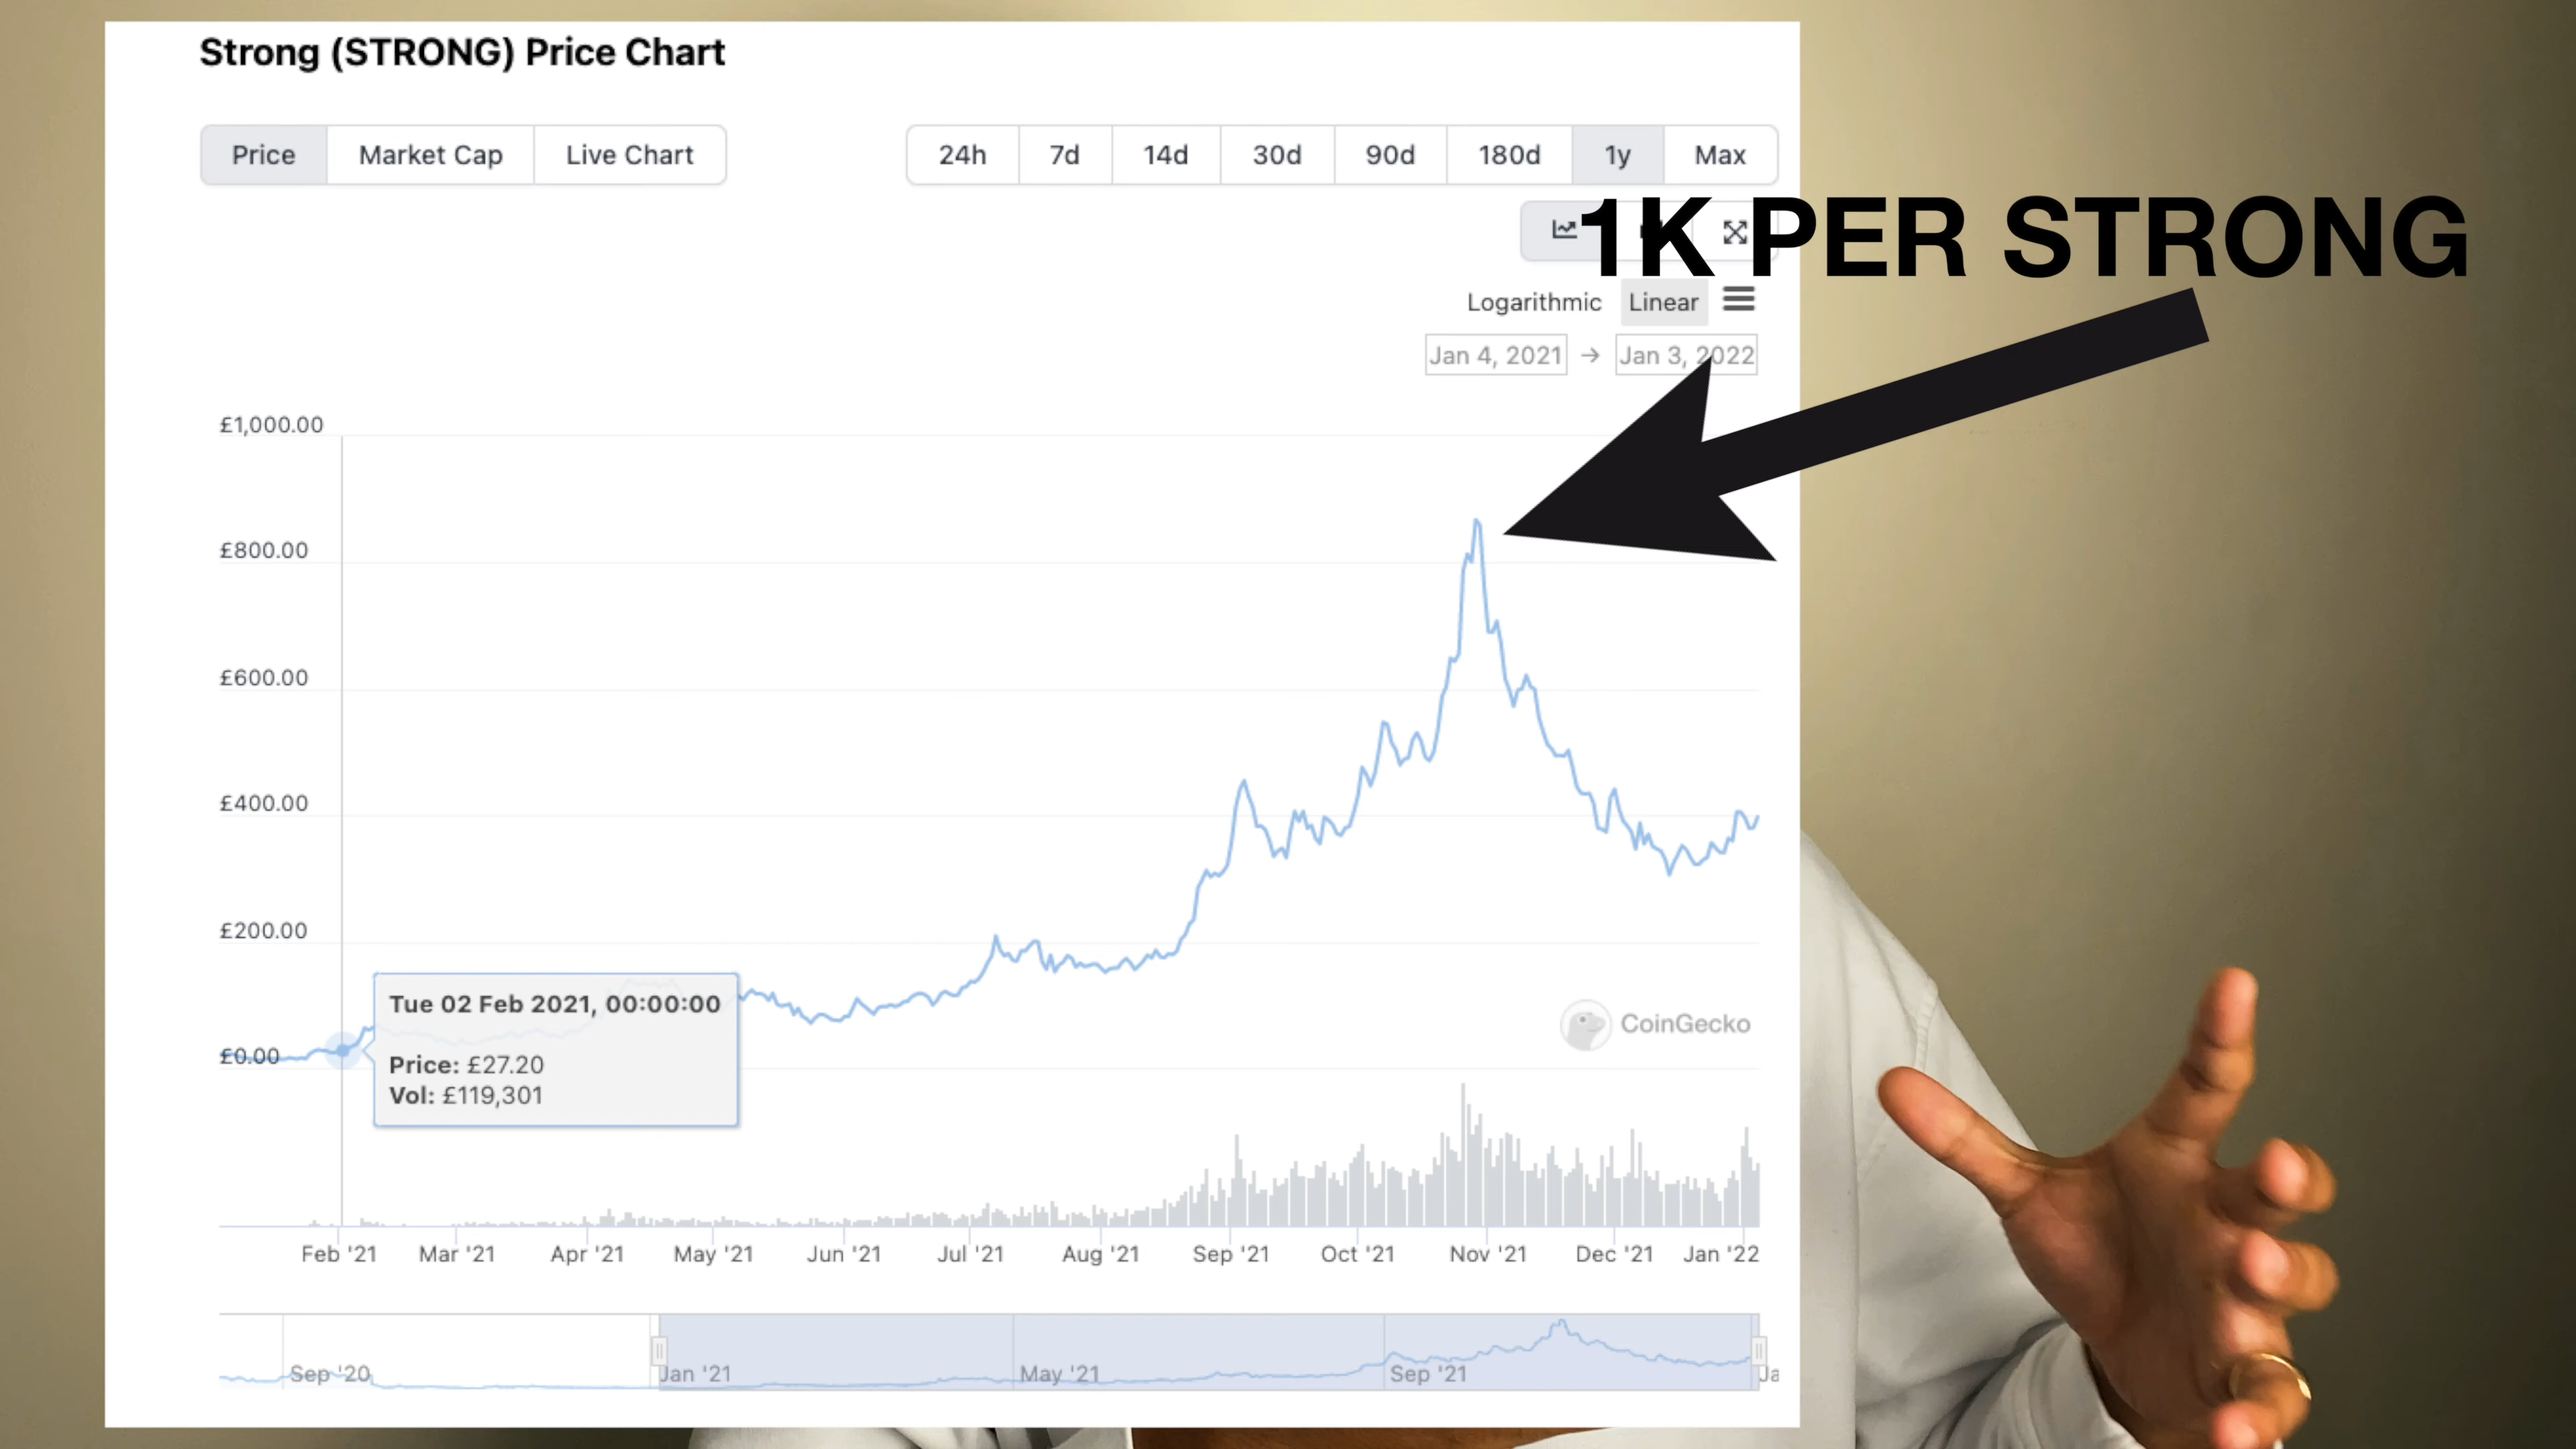 Strong (STRONG) Price Chart
Price Market Cap Live Chart
24h 7d 14d 30d 90d 180d 1y Max
1K PER STRONG
Logarithmic Linear
Jan 4, 2021 → Jan 3, 2022
£1,000.00
£800.00
£600.00
£400.00
£200.00
£0.00
Tue 02 Feb 2021, 00:00:00
Price: £27.20
Vol: £119,301
CoinGecko
Feb '21 Mar '21 Apr '21 May '21 Jun '21 Jul '21 Aug '21 Sep '21 Oct '21 Nov '21 Dec '21 Jan '22
Sep '20 Jan '21 May '21 Sep '21 Ja